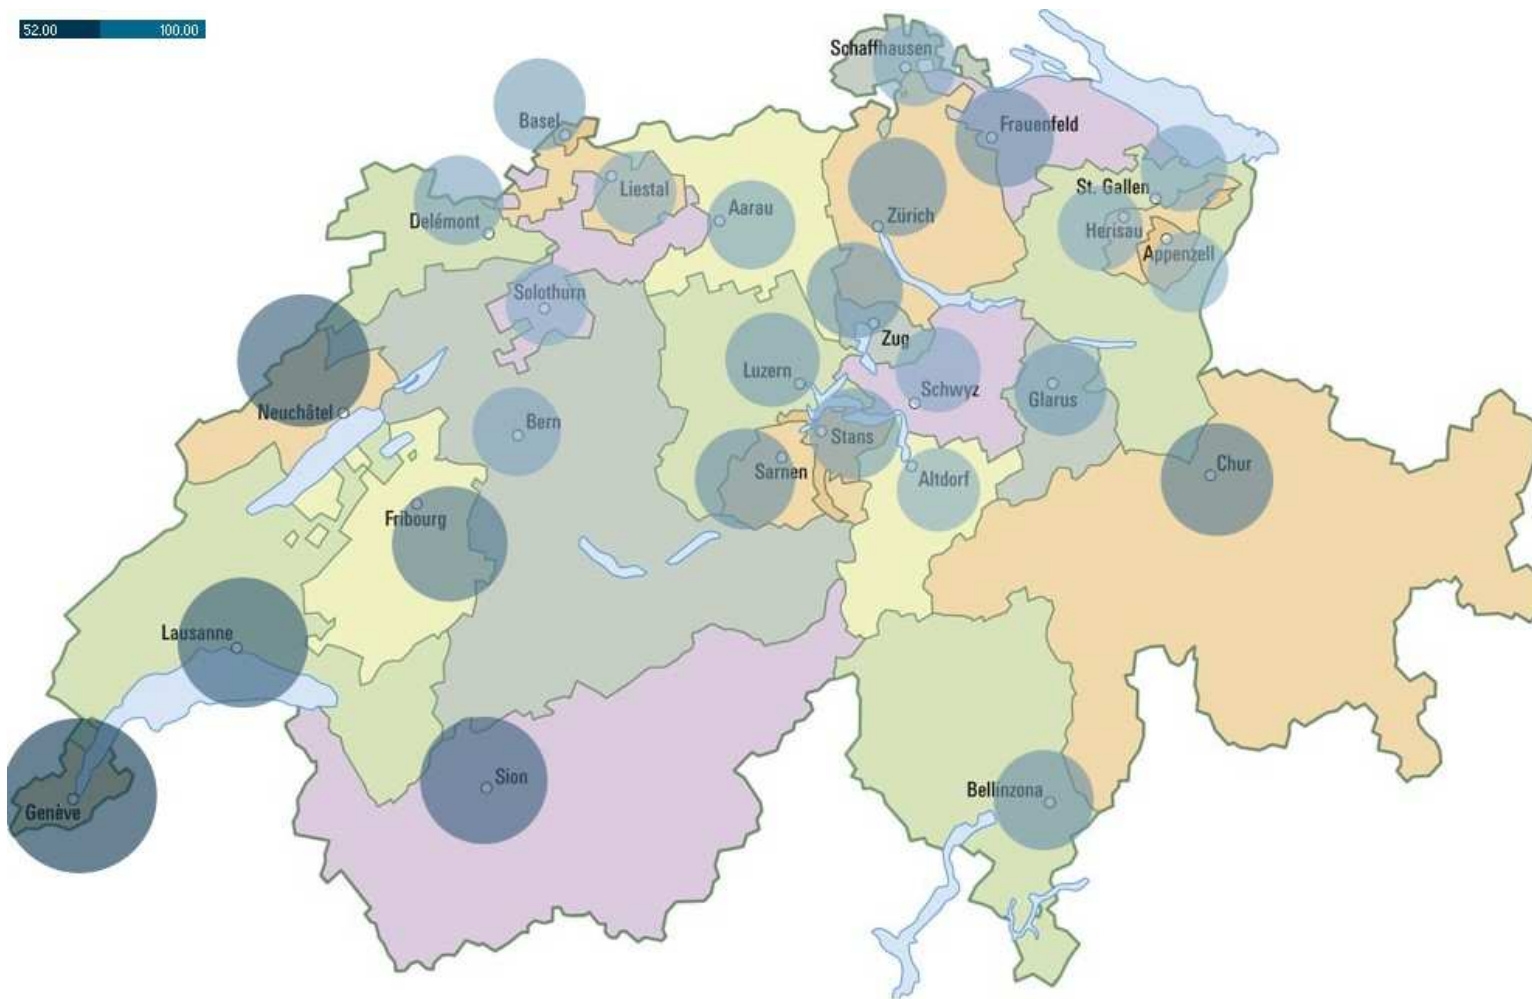 52.00 100.00
Schaffhausen
Basel
Frauenfeld
Liestal
St. Gallen
Delémont
Aarau
Zürich
Herisau
Appenzell
Solothurn
Zug
Luzern
Schwyz
Glarus
Neuchâtel
Bern
Stans
Sarnen
Altdorf
Chur
Fribourg
Lausanne
Sion
Bellinzona
Genève